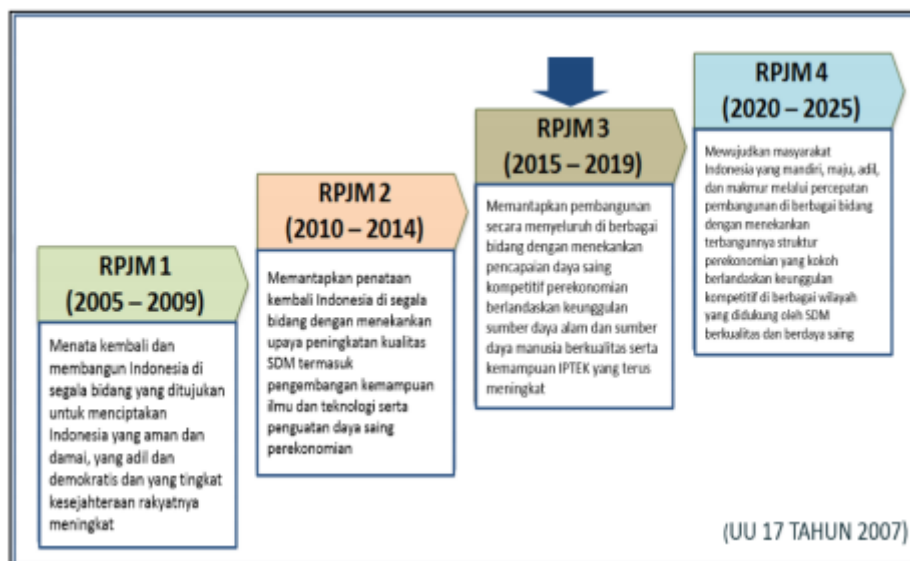 RPJM 1
(2005 – 2009)
Menata kembali dan
membangun Indonesia di
segala bidang yang ditujukan
untuk menciptakan
Indonesia yang aman dan
damai, yang adil dan
demokratis dan yang tingkat
kesejahteraan rakyatnya
meningkat
RPJM 2
(2010 – 2014)
Memantapkan penataan
kembali Indonesia di segala
bidang dengan menekankan
upaya peningkatan kualitas
SDM termasuk
pengembangan kemampuan
ilmu dan teknologi serta
penguatan daya saing
perekonomian
RPJM 3
(2015 – 2019)
Memantapkan pembangunan
secara menyeluruh di berbagai
bidang dengan menekankan
pencapaian daya saing
kompetitif perekonomian
berlandaskan keunggulan
sumber daya alam dan sumber
daya manusia berkualitas serta
kemampuan IPTEK yang terus
meningkat
RPJM 4
(2020 – 2025)
Mewujudkan masyarakat
Indonesia yang mandiri, maju, adil,
dan makmur melalui percepatan
pembangunan di berbagai bidang
dengan menekankan
terbangunnya struktur
perekonomian yang kokoh
berlandaskan keunggulan
kompetitif di berbagai wilayah
yang didukung oleh SDM
berkualitas dan berdaya saing
(UU 17 TAHUN 2007)